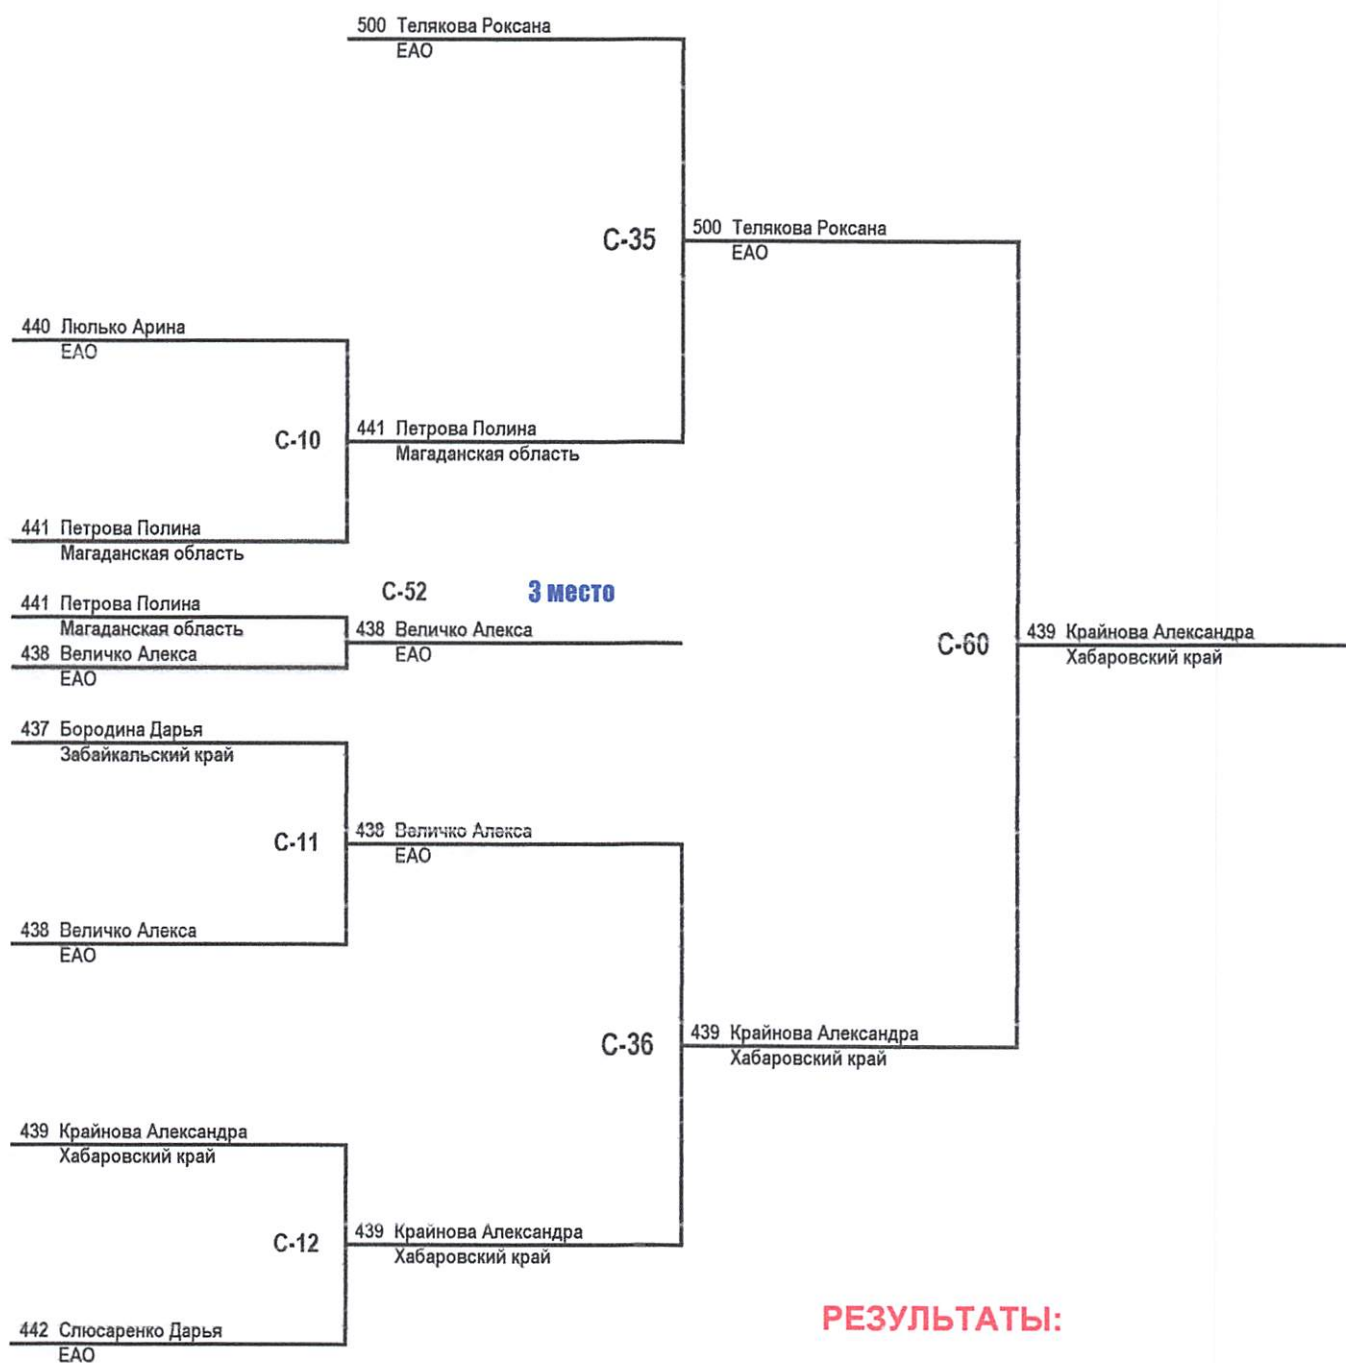 500 Телякова Роксана
ЕАО
С-35
500 Телякова Роксана
ЕАО
440 Люлько Арина
ЕАО
С-10
441 Петрова Полина
Магаданская область
441 Петрова Полина
Магаданская область
С-52
3 место
441 Петрова Полина
Магаданская область
438 Величко Алекса
ЕАО
438 Величко Алекса
ЕАО
С-60
439 Крайнова Александра
Хабаровский край
437 Бородина Дарья
Забайкальский край
С-11
438 Величко Алекса
ЕАО
438 Величко Алекса
ЕАО
С-36
439 Крайнова Александра
Хабаровский край
439 Крайнова Александра
Хабаровский край
С-12
439 Крайнова Александра
Хабаровский край
442 Слюсаренко Дарья
ЕАО
РЕЗУЛЬТАТЫ: